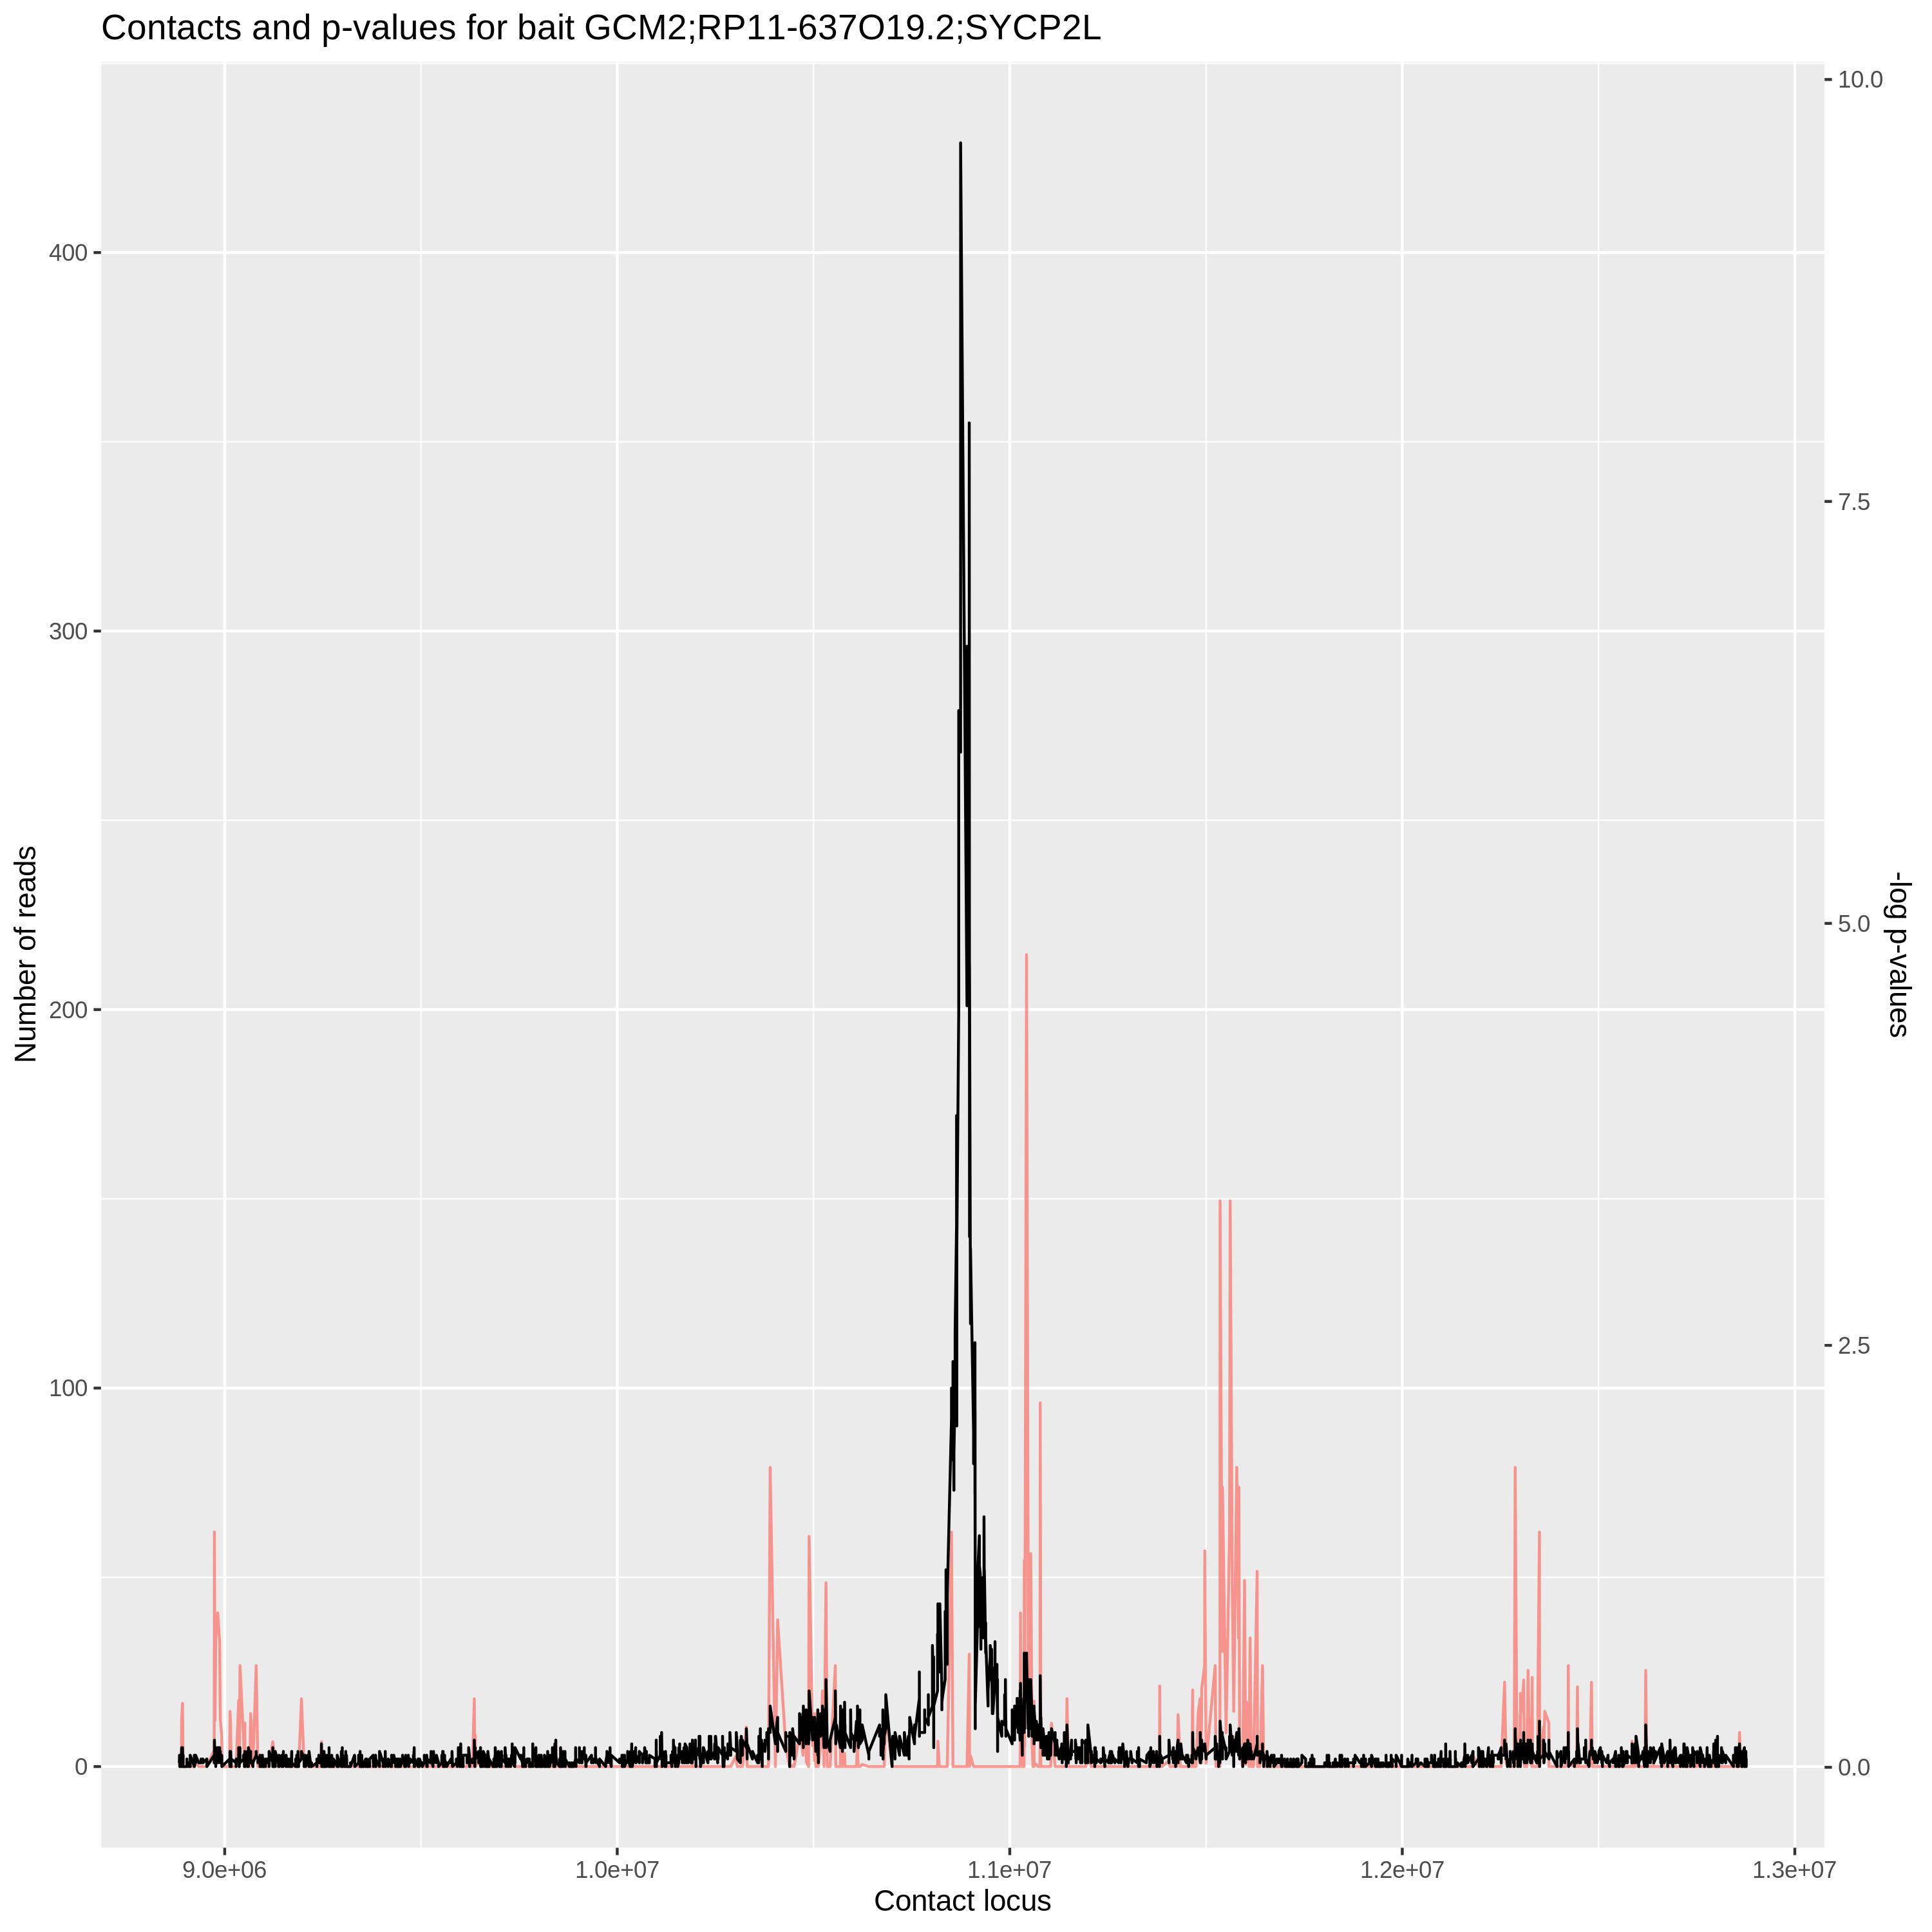 Contacts and p-values for bait GCM2;RP11-637O19.2;SYCP2L
Number of reads
400
300
200
100
0
10.0
7.5
5.0
2.5
0.0
-log p-values
9.0e+06
1.0e+07
1.1e+07
1.2e+07
1.3e+07
Contact locus